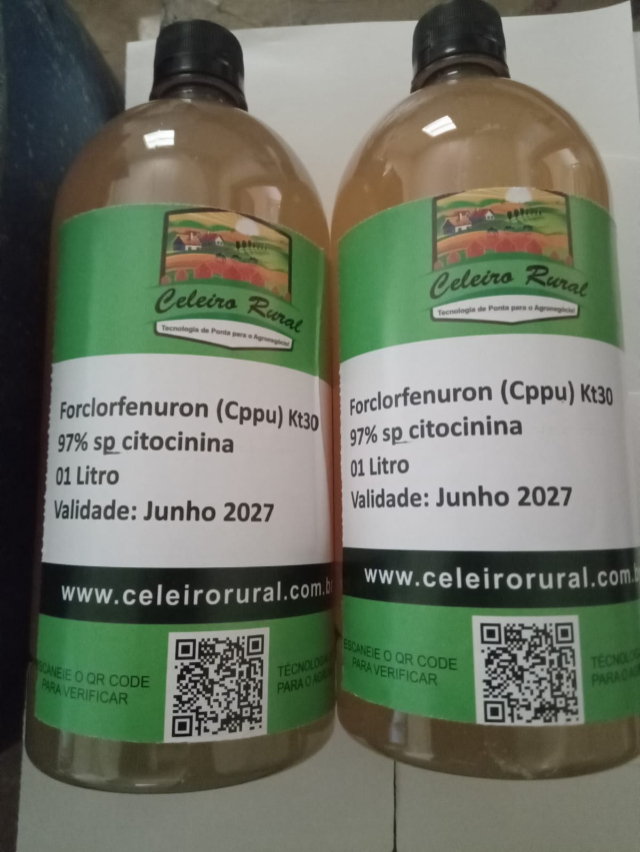 Celeiro Rural
Tecnologia de Ponta para o Agronegócio!
Forclorfenuron (Cppu) Kt30
97% sp citocinina
01 Litro
Validade: Junho 2027
www.celeirorural.com.br
ESCANEIE O QR CODE
PARA VERIFICAR
PARA O
Celeiro Rural
Tecnologia de Ponta para o Agronegócio!
Forclorfenuron (Cppu) Kt30
97% sp citocinina
01 Litro
Validade: Junho 2027
www.celeirorural.com.b
ESCANEIE O QR CODE
PARA VERIFICAR
PARA O